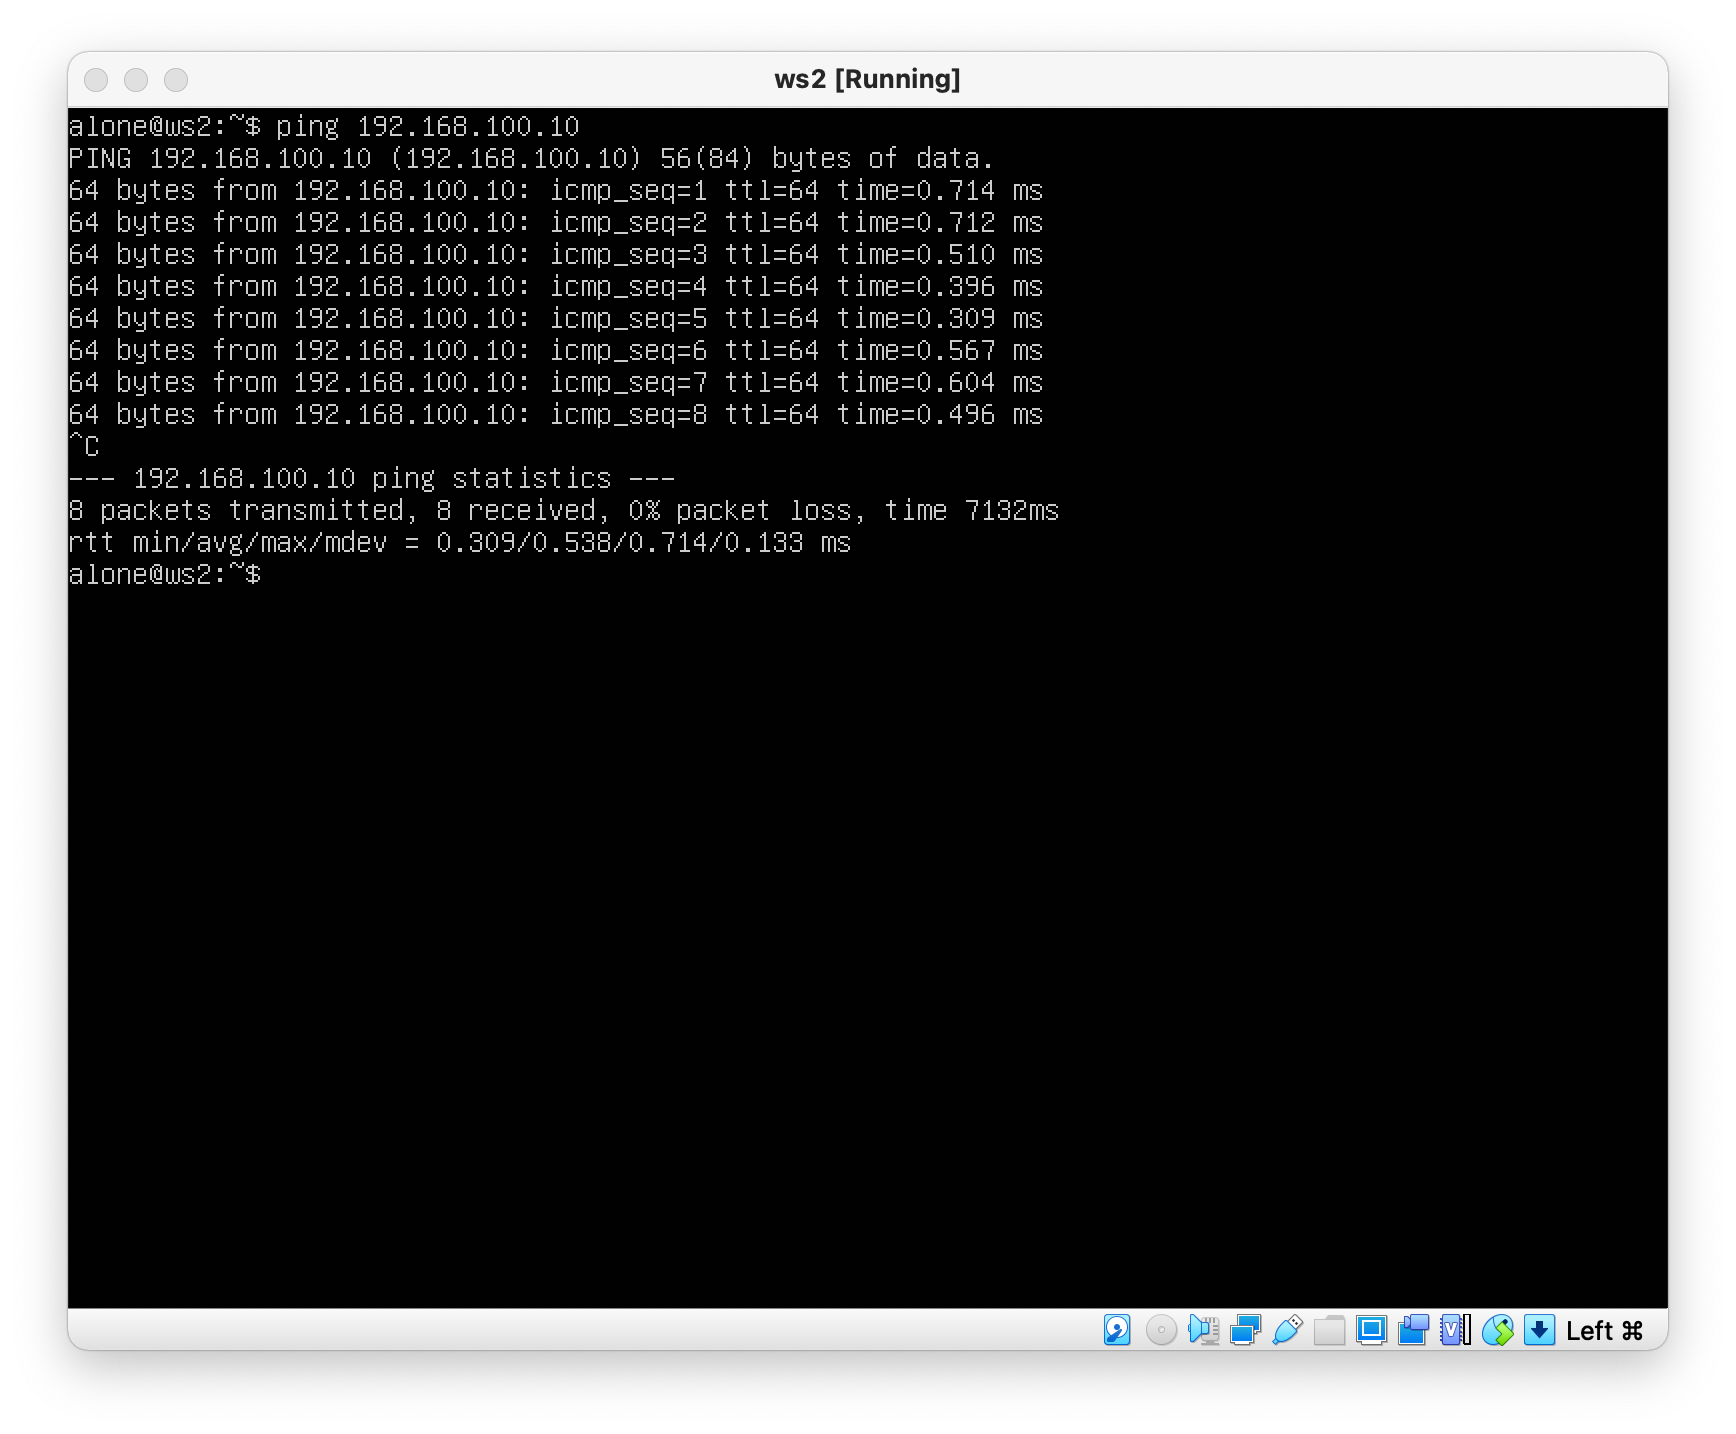 ws2 [Running]
alone@ws2:~$ ping 192.168.100.10
PING 192.168.100.10 (192.168.100.10) 56(84) bytes of data.
64 bytes from 192.168.100.10: icmp_seq=1 ttl=64 time=0.714 ms
64 bytes from 192.168.100.10: icmp_seq=2 ttl=64 time=0.712 ms
64 bytes from 192.168.100.10: icmp_seq=3 ttl=64 time=0.510 ms
64 bytes from 192.168.100.10: icmp_seq=4 ttl=64 time=0.396 ms
64 bytes from 192.168.100.10: icmp_seq=5 ttl=64 time=0.309 ms
64 bytes from 192.168.100.10: icmp_seq=6 ttl=64 time=0.567 ms
64 bytes from 192.168.100.10: icmp_seq=7 ttl=64 time=0.604 ms
64 bytes from 192.168.100.10: icmp_seq=8 ttl=64 time=0.496 ms
^C
--- 192.168.100.10 ping statistics ---
8 packets transmitted, 8 received, 0% packet loss, time 7132ms
rtt min/avg/max/mdev = 0.309/0.538/0.714/0.133 ms
alone@ws2:~$
Left ⌘